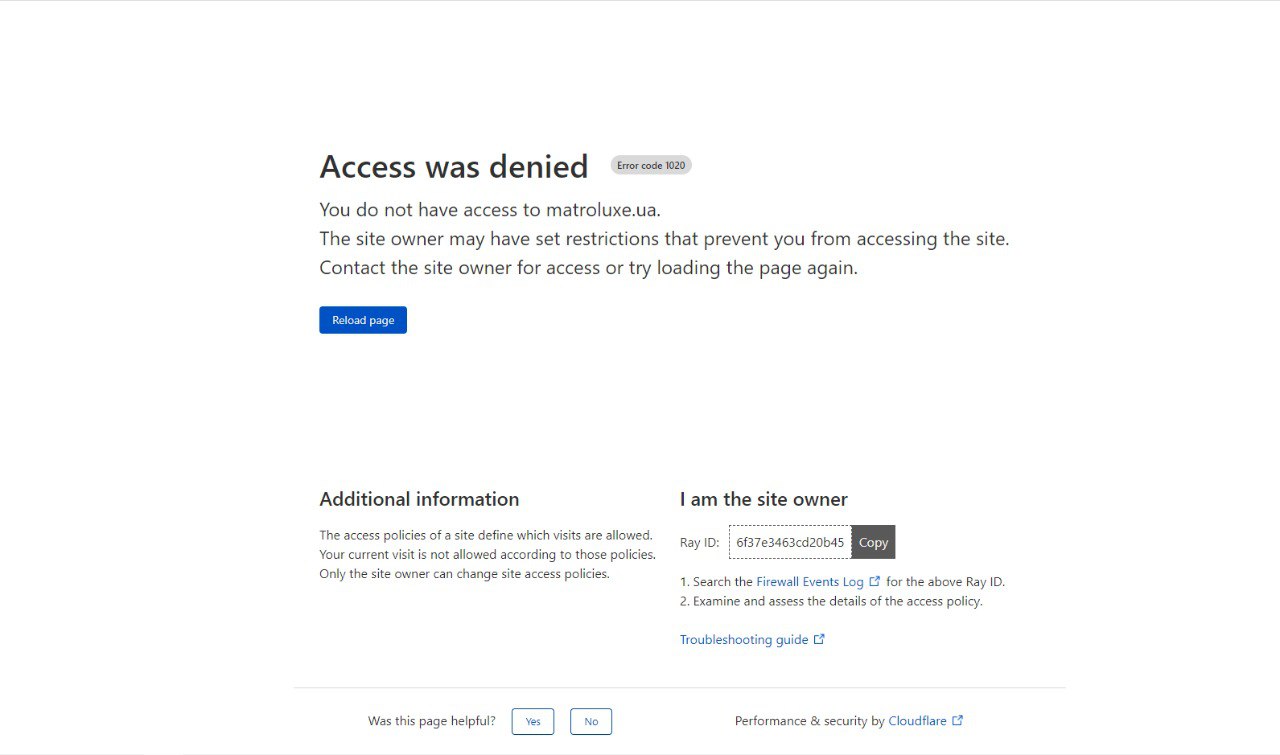 Access was denied Error code 1020
You do not have access to matroluxe.ua.
The site owner may have set restrictions that prevent you from accessing the site.
Contact the site owner for access or try loading the page again.
Reload page
Additional information
The access policies of a site define which visits are allowed.
Your current visit is not allowed according to those policies.
Only the site owner can change site access policies.
I am the site owner
Ray ID: 6f37e3463cd20b45 Copy
1. Search the Firewall Events Log for the above Ray ID.
2. Examine and assess the details of the access policy.
Troubleshooting guide
Was this page helpful? Yes No
Performance & security by Cloudflare